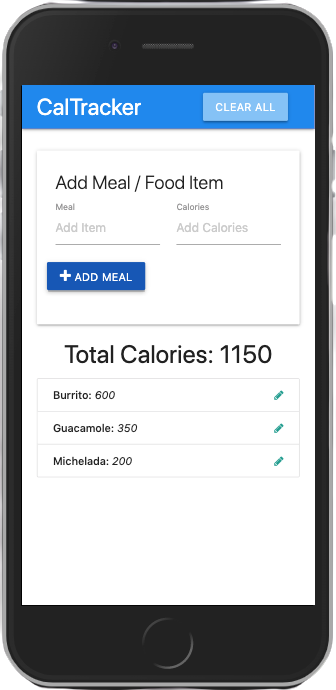 CalTracker CLEAR ALL
Add Meal / Food Item
Meal Calories
Add Item Add Calories
+ ADD MEAL
Total Calories: 1150
Burrito: 600
Guacamole: 350
Michelada: 200